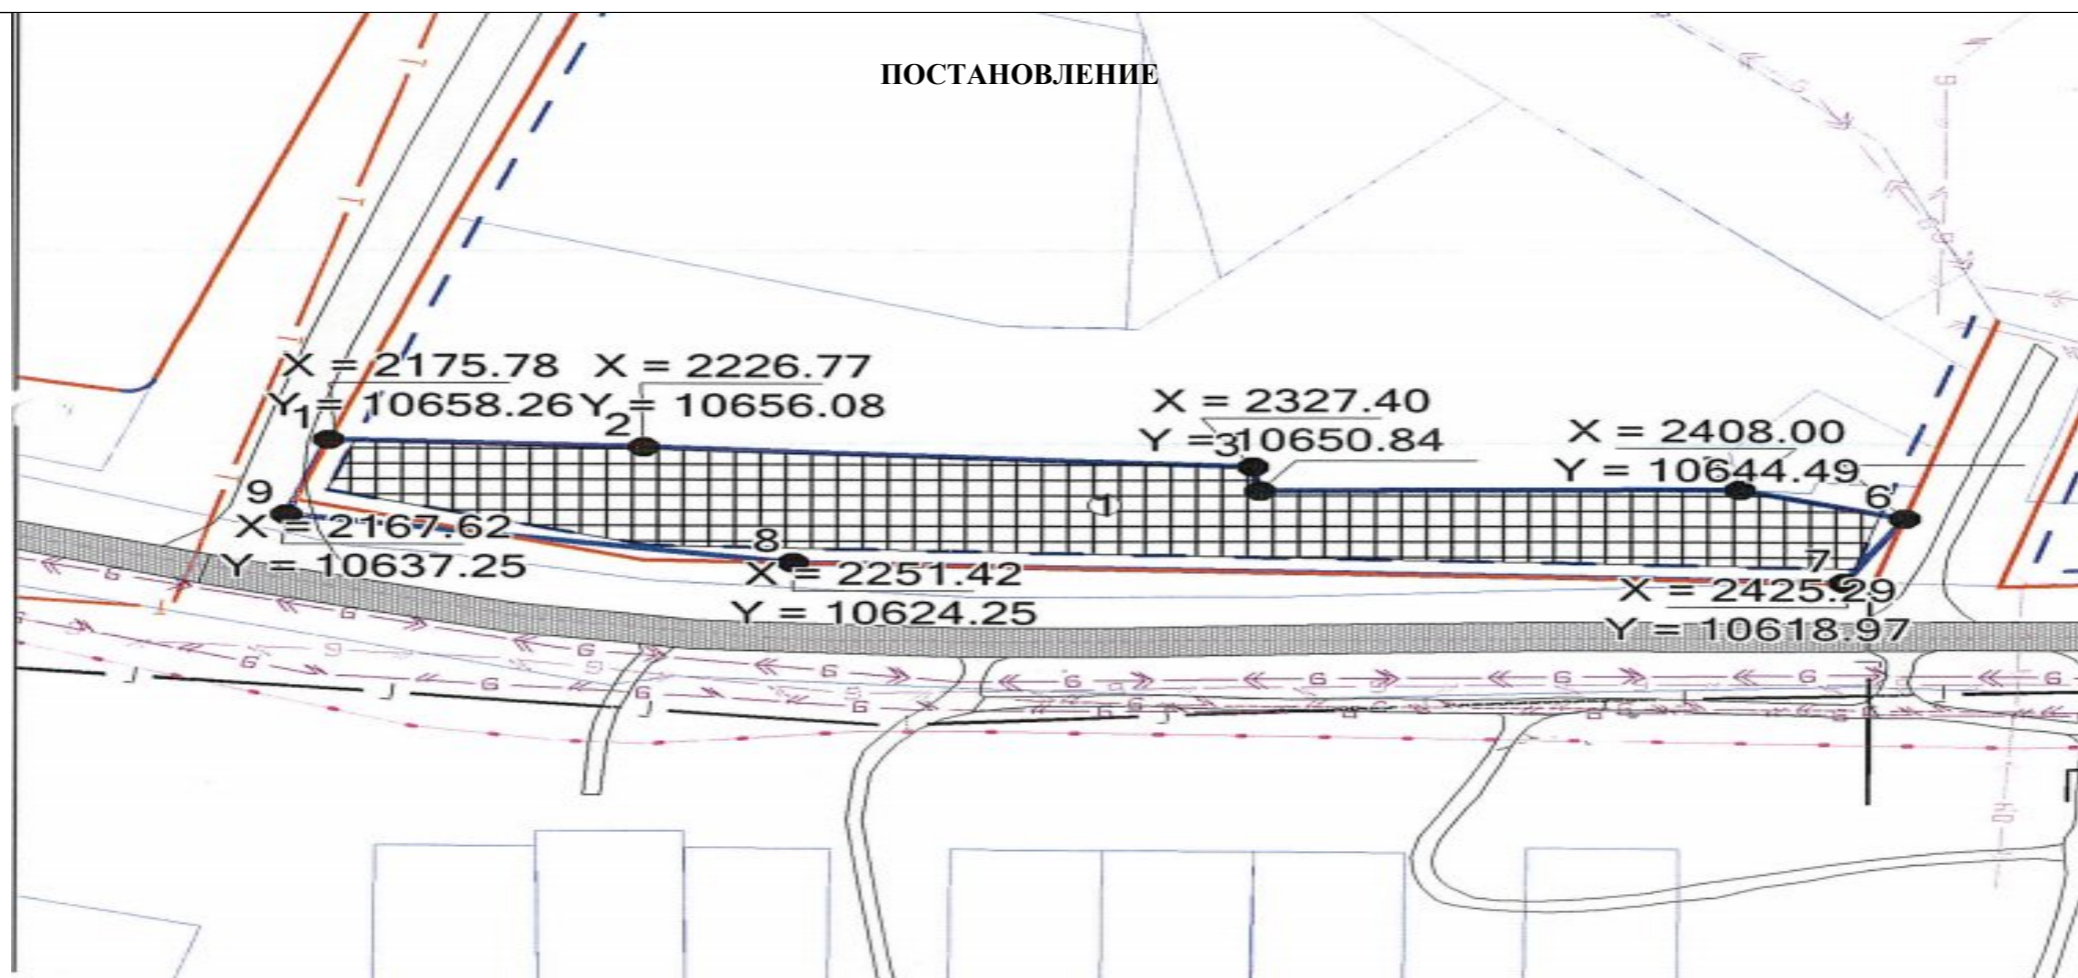 ПОСТАНОВЛЕНИЕ
X = 2175.78 X = 2226.77
Y = 10658.26 Y = 10656.08
1 2
X = 2327.40
Y = 10650.84
3
X = 2408.00
Y = 10644.49
6
9
X = 2167.62
Y = 10637.25
1
8
X = 2251.42
Y = 10624.25
7
X = 2425.29
Y = 10618.97